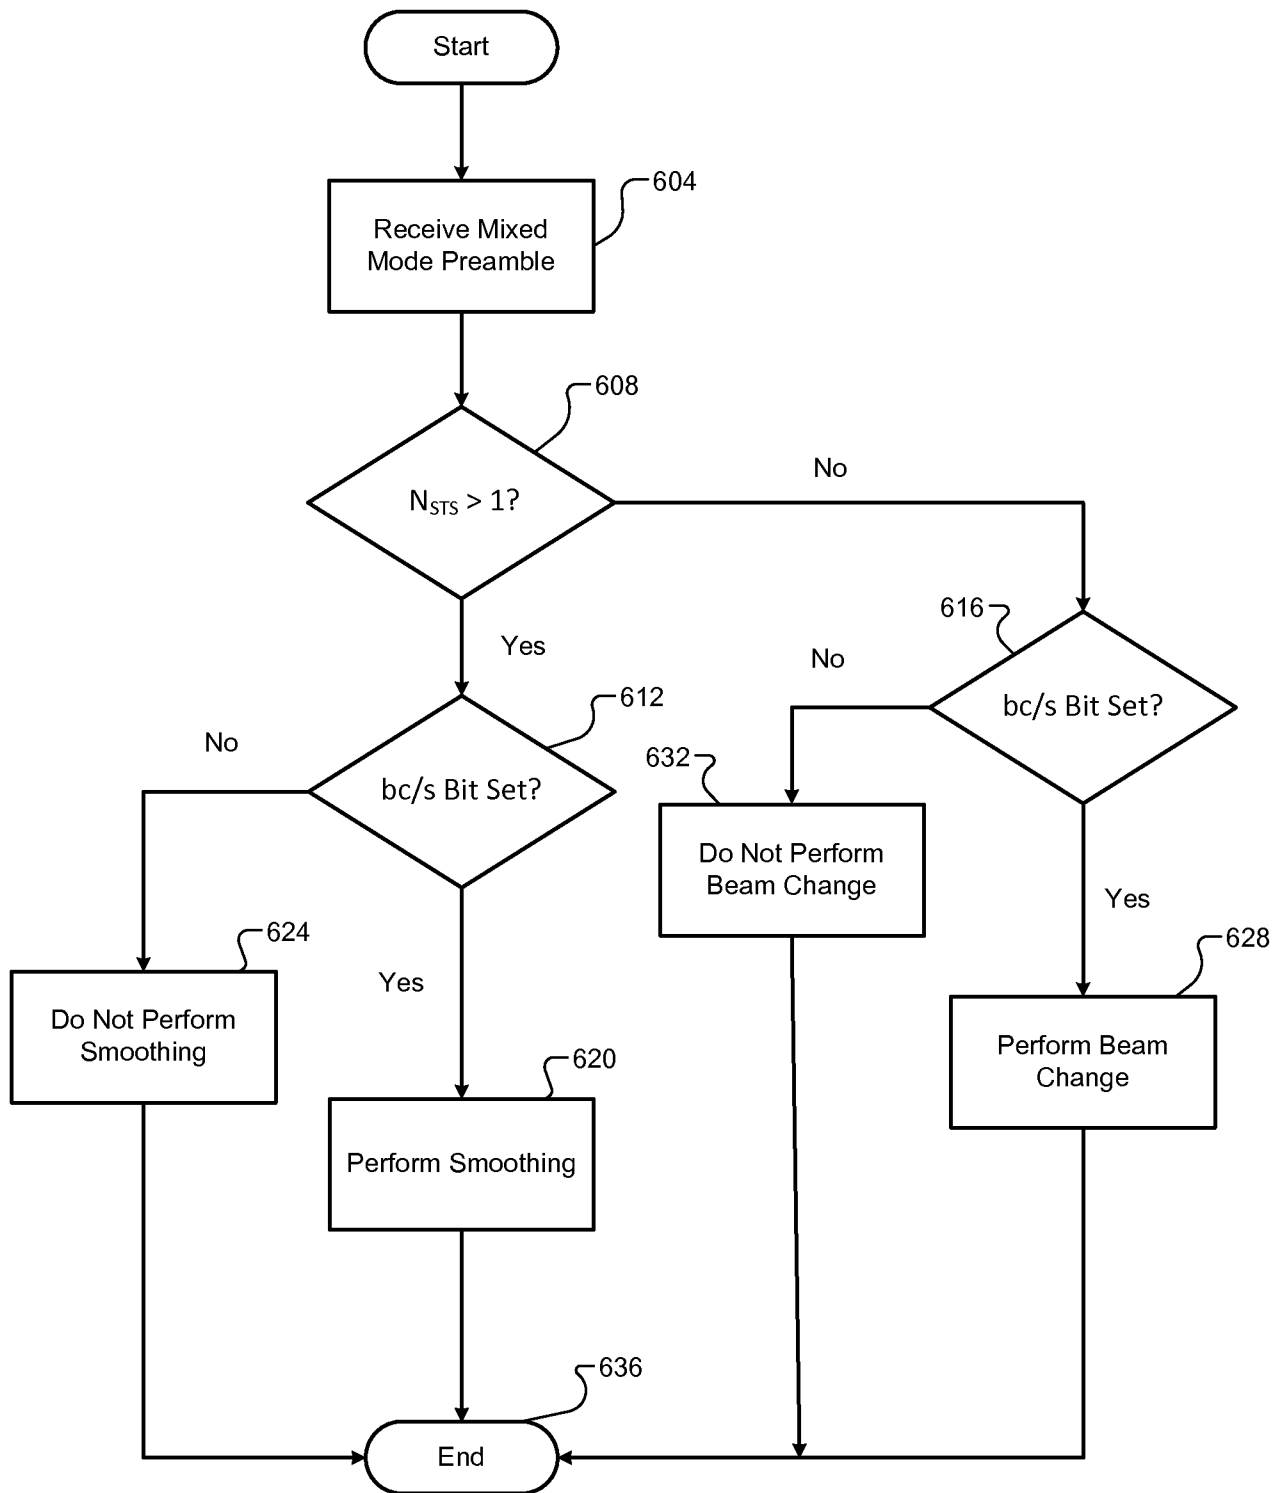 Start
604
Receive Mixed
Mode Preamble
608
No
NSTS > 1?
616
Yes
No
612
bc/s Bit Set?
No
632
bc/s Bit Set?
Do Not Perform
Beam Change
Yes
624
628
Yes
Do Not Perform
Smoothing
Perform Beam
Change
620
Perform Smoothing
636
End